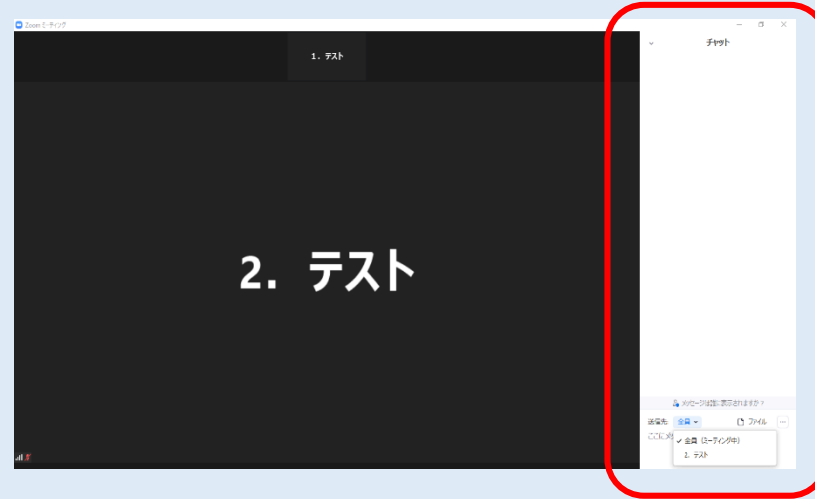 Zoom ミーティング
1. テスト
チャット
2. テスト
メッセージは誰に表示されますか?
送信先: 全員 ファイル ...
ここにメ
✓ 全員 (ミーティング中)
2. テスト